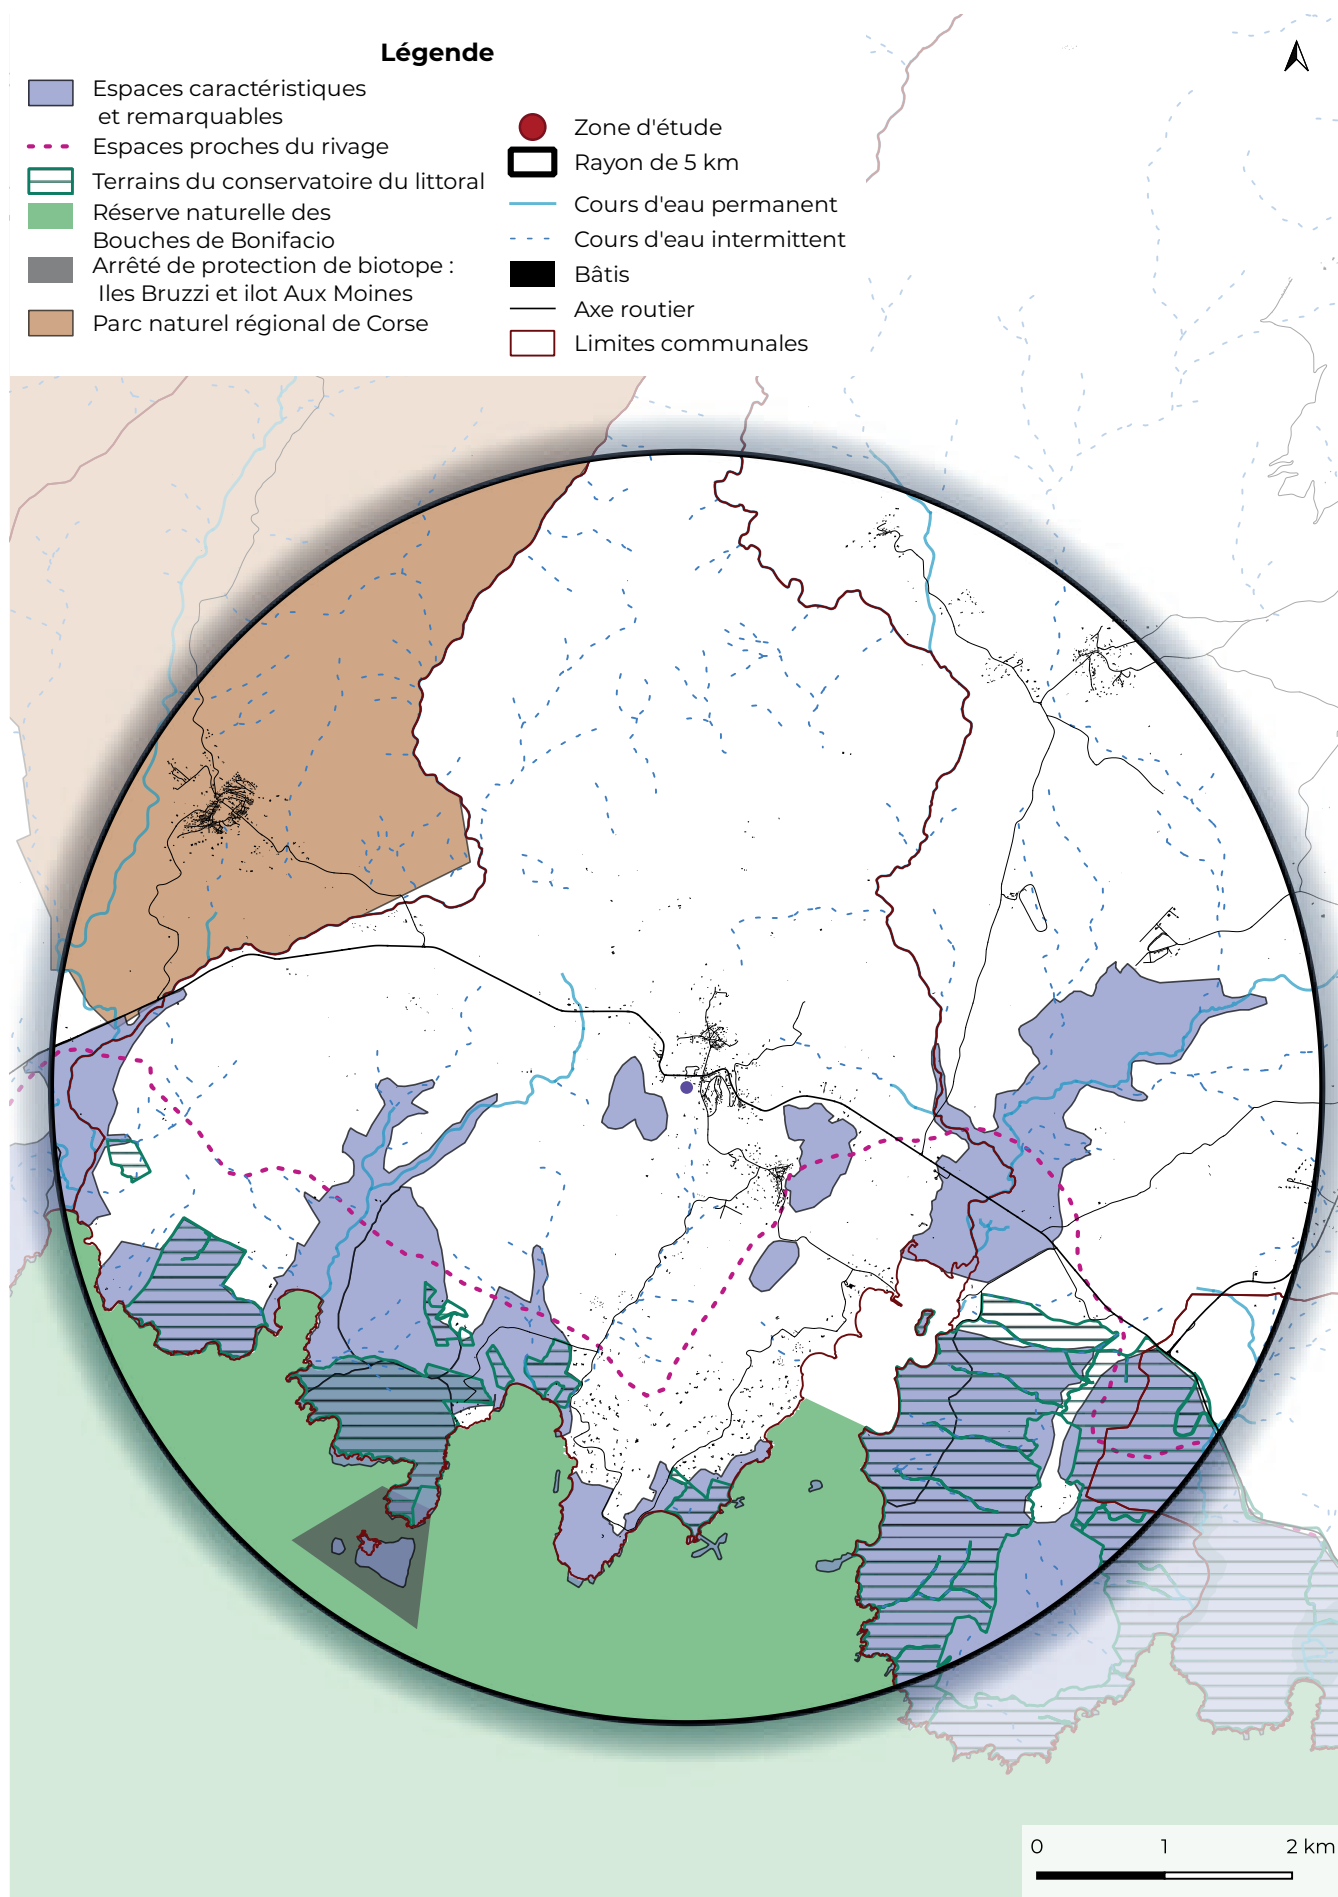 Légende
Espaces caractéristiques
et remarquables
Espaces proches du rivage
Terrains du conservatoire du littoral
Réserve naturelle des
Bouches de Bonifacio
Arrêté de protection de biotope :
Iles Bruzzi et ilot Aux Moines
Parc naturel régional de Corse
Zone d'étude
Rayon de 5 km
Cours d'eau permanent
Cours d'eau intermittent
Bâtis
Axe routier
Limites communales
0 1 2 km